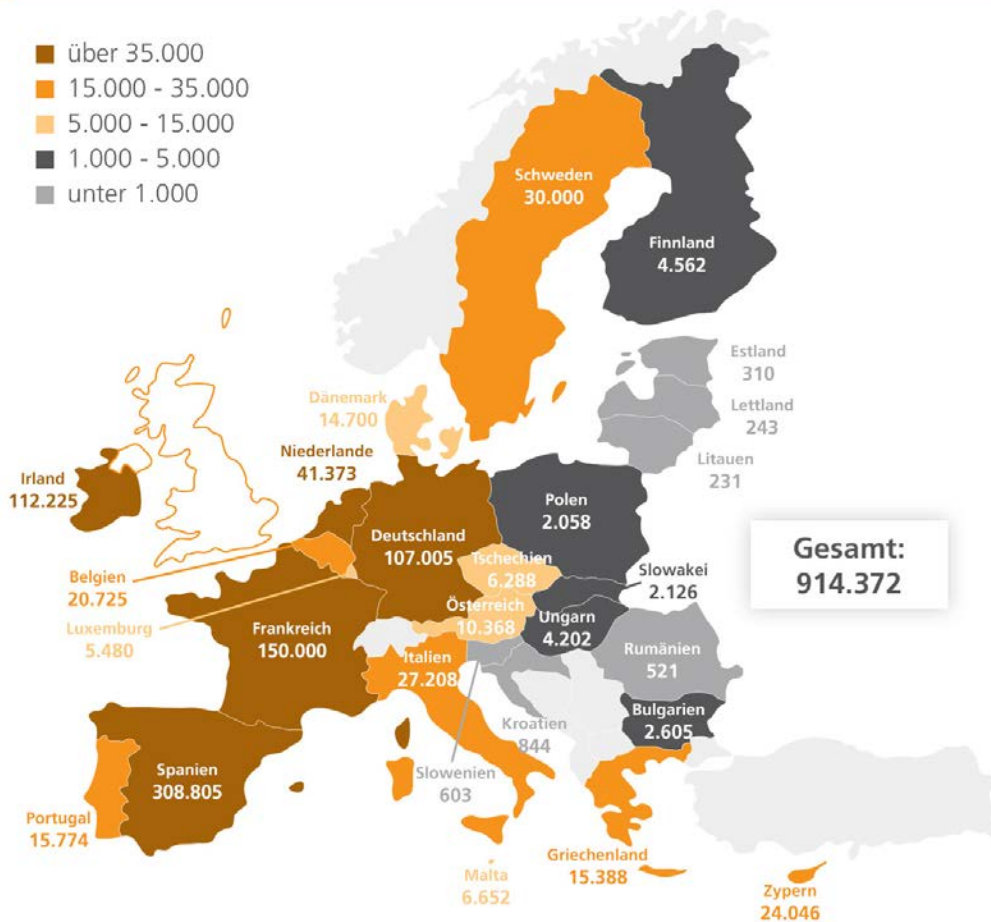 über 35.000
15.000 - 35.000
5.000 - 15.000
1.000 - 5.000
unter 1.000
Schweden
30.000
Finnland
4.562
Estland
310
Lettland
243
Litauen
231
Dänemark
14.700
Niederlande
41.373
Irland
112.225
Polen
2.058
Deutschland
107.005
Tschechien
6.288
Slowakei
2.126
Gesamt:
914.372
Belgien
20.725
Luxemburg
5.480
Österreich
10.368
Ungarn
4.202
Frankreich
150.000
Italien
27.208
Rumänien
521
Kroatien
844
Bulgarien
2.605
Slowenien
603
Spanien
308.805
Portugal
15.774
Malta
6.652
Griechenland
15.388
Zypern
24.046